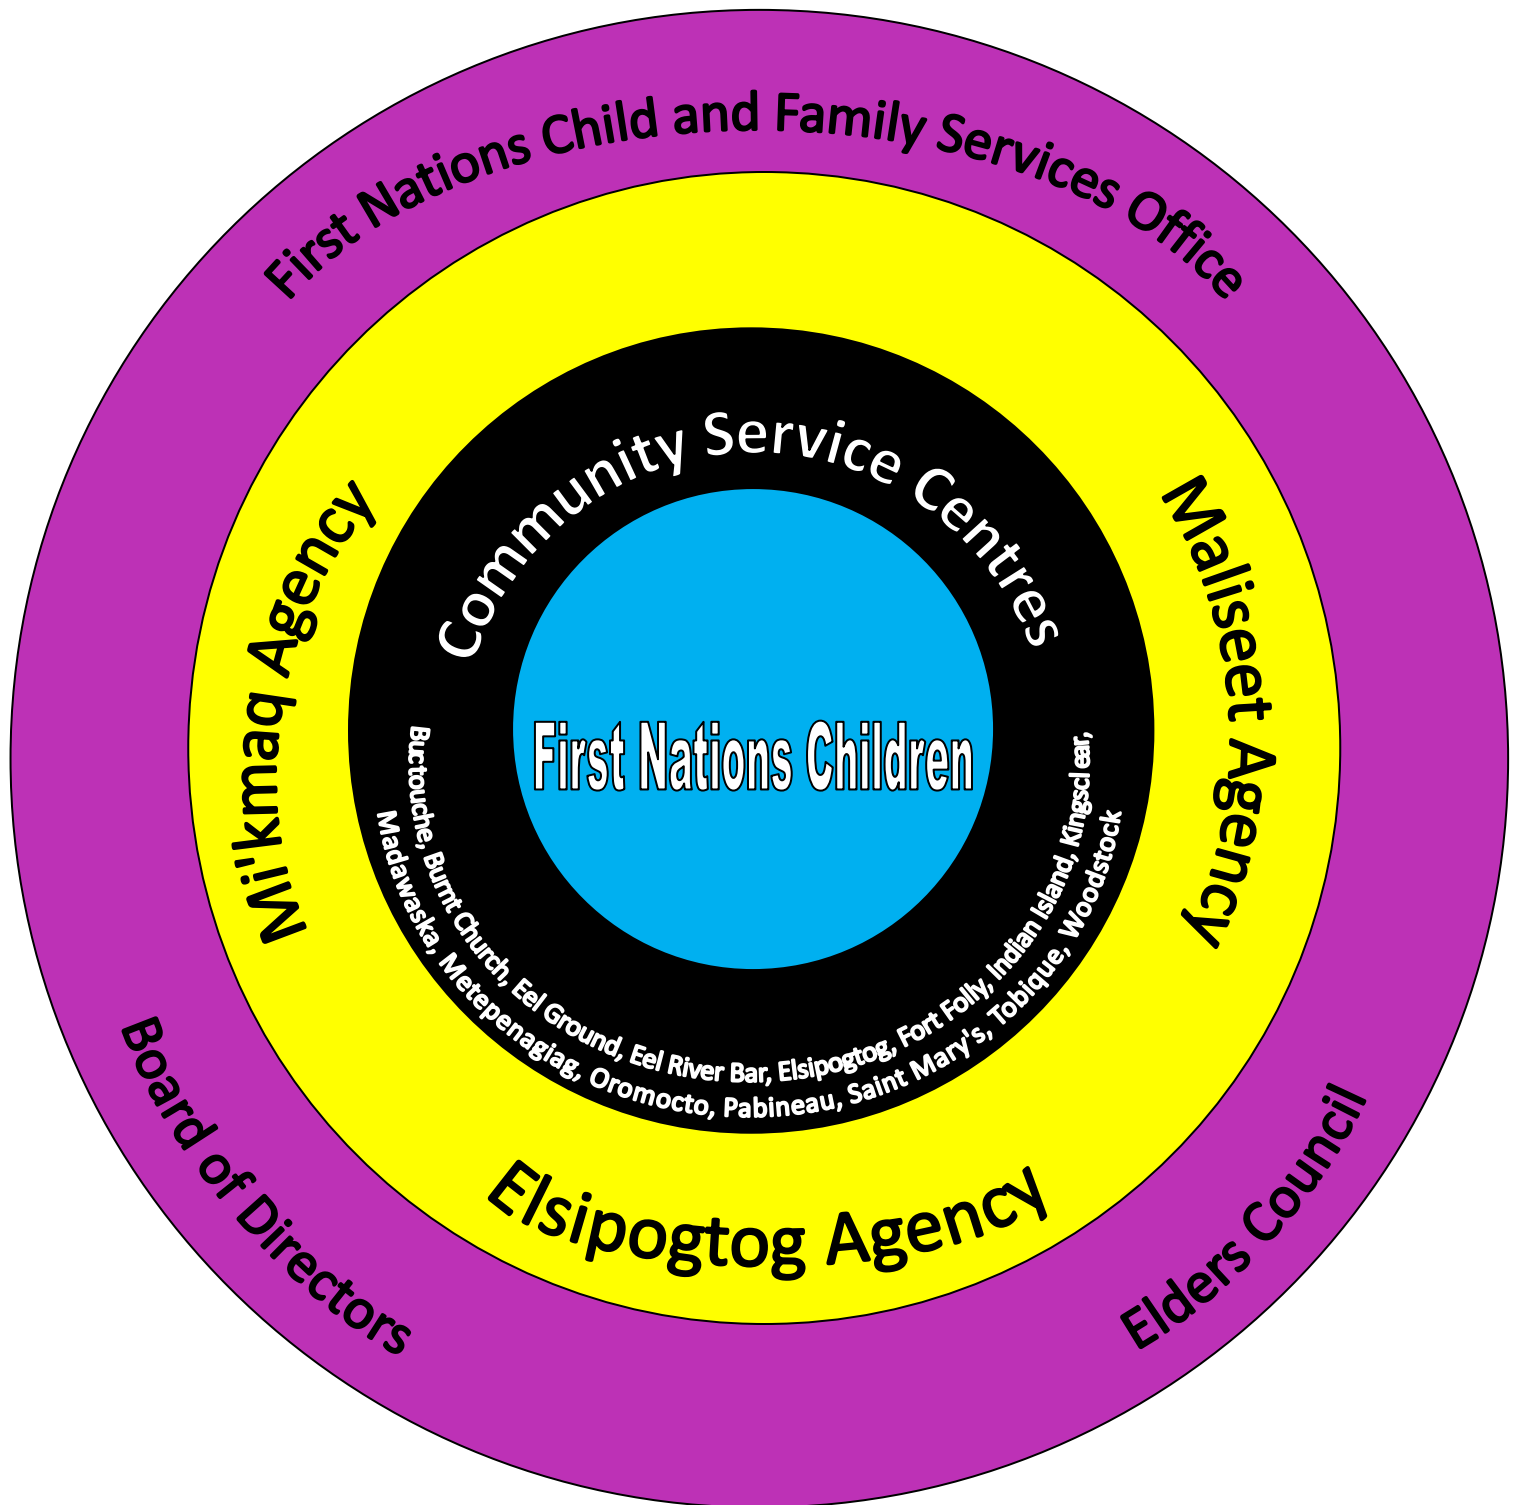 First Nations Child and Family Services Office
Mi'kmaq Agency
Maliseet Agency
Community Service Centres
First Nations Children
Buctouche, Burnt Church, Eel Ground, Eel River Bar, Elsipogtog, Fort Folly, Indian Island, Kingsclear,
Madawaska, Metepenagiag, Oromocto, Pabineau, Saint Mary's, Tobique, Woodstock
Elsipogtog Agency
Board of Directors
Elders Council